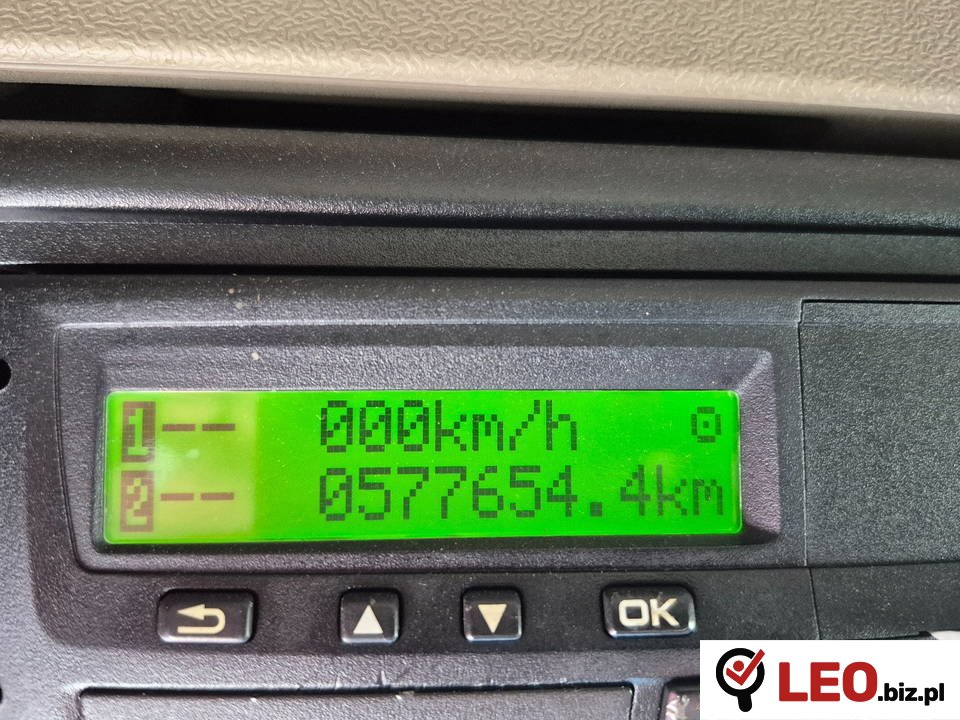 1 -- 000km/h
2 -- 0577654.4km
OK
LEO.biz.pl